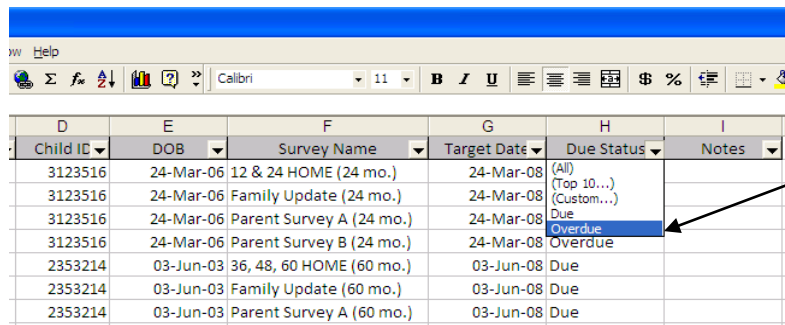 ow Help
Σ fx Calibri 11 B I U $ %
D E F G H I
Child ID DOB Survey Name Target Date Due Status Notes
3123516 24-Mar-06 12 & 24 HOME (24 mo.) 24-Mar-08 (All)
(Top 10...)
3123516 24-Mar-06 Family Update (24 mo.) 24-Mar-08 (Custom...)
3123516 24-Mar-06 Parent Survey A (24 mo.) 24-Mar-08 Due
Overdue
3123516 24-Mar-06 Parent Survey B (24 mo.) 24-Mar-08 Overdue
2353214 03-Jun-03 36, 48, 60 HOME (60 mo.) 03-Jun-08 Due
2353214 03-Jun-03 Family Update (60 mo.) 03-Jun-08 Due
2353214 03-Jun-03 Parent Survey A (60 mo.) 03-Jun-08 Due